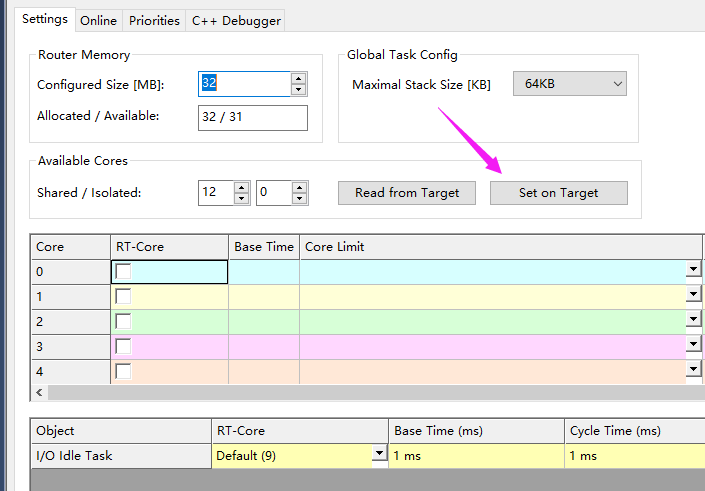 Settings Online Priorities C++ Debugger
Router Memory Global Task Config
Configured Size [MB]: 32 Maximal Stack Size [KB] 64KB
Allocated / Available: 32 / 31
Available Cores
Shared / Isolated: 12 0 Read from Target Set on Target
Core RT-Core Base Time Core Limit
0
1
2
3
4
Object RT-Core Base Time (ms) Cycle Time (ms)
I/O Idle Task Default (9) 1 ms 1 ms